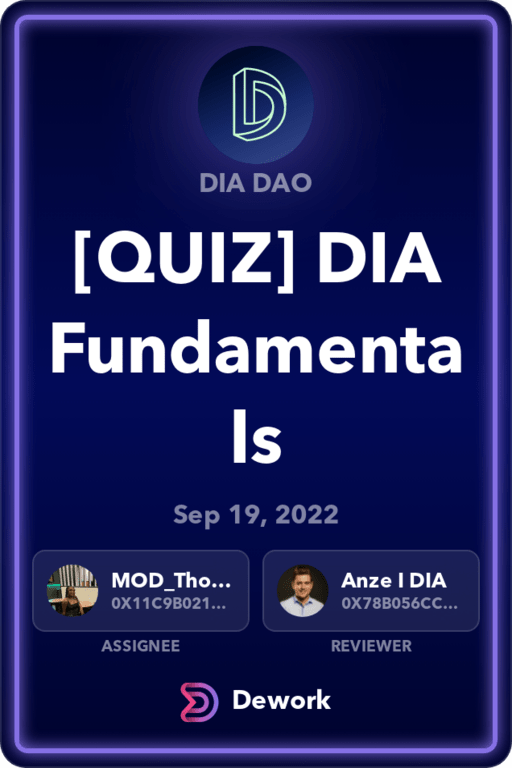 DIA DAO
[QUIZ] DIA
Fundamenta
ls
Sep 19, 2022
MOD_Tho...
0X11C9B021...
ASSIGNEE
Anze I DIA
0X78B056CC...
REVIEWER
Dework